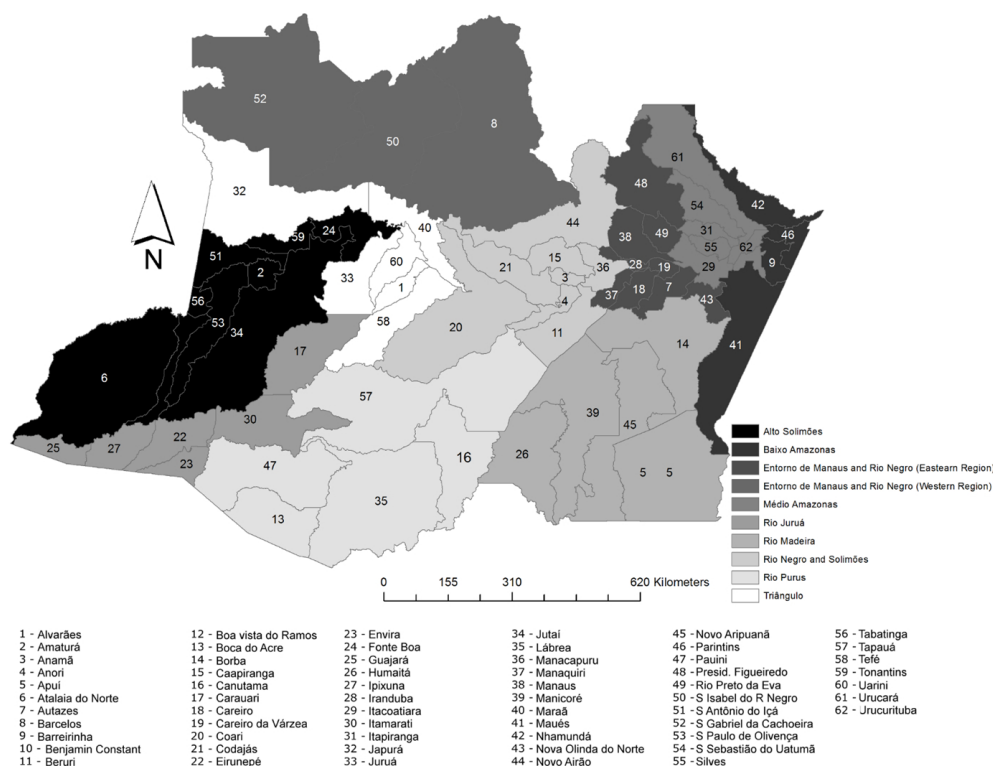 52
8
50
61
48
32
54
42
44
24
40
31
46
49
38
59
55
62
51
15
60
9
36
28
19
29
2
21
33
3
1
7
18
37
43
56
4
58
53
34
20
11
14
41
17
6
57
39
30
45
25
27
22
26
16
47
23
5
5
35
13
N
Alto Solimões
Baixo Amazonas
Entorno de Manaus and Rio Negro (Eastearn Region)
Entorno de Manaus and Rio Negro (Western Region)
Médio Amazonas
Rio Juruá
Rio Madeira
Rio Negro and Solimões
Rio Purus
Triângulo
0 155 310 620 Kilometers
1 - Alvarães
2 - Amaturá
3 - Anamã
4 - Anori
5 - Apuí
6 - Atalaia do Norte
7 - Autazes
8 - Barcelos
9 - Barreirinha
10 - Benjamin Constant
11 - Beruri
12 - Boa vista do Ramos
13 - Boca do Acre
14 - Borba
15 - Caapiranga
16 - Canutama
17 - Carauari
18 - Careiro
19 - Careiro da Várzea
20 - Coari
21 - Codajás
22 - Eirunepé
23 - Envira
24 - Fonte Boa
25 - Guajará
26 - Humaitá
27 - Ipixuna
28 - Iranduba
29 - Itacoatiara
30 - Itamarati
31 - Itapiranga
32 - Japurá
33 - Juruá
34 - Jutai
35 - Lábrea
36 - Manacapuru
37 - Manaquiri
38 - Manaus
39 - Manicoré
40 - Maraã
41 - Maués
42 - Nhamundá
43 - Nova Olinda do Norte
44 - Novo Airão
45 - Novo Aripuanã
46 - Parintins
47 - Pauini
48 - Presid. Figueiredo
49 - Rio Preto da Eva
50 - S Isabel do R Negro
51 - S Antônio do Içá
52 - S Gabriel da Cachoeira
53 - S Paulo de Olivença
54 - S Sebastião do Uatumã
55 - Silves
56 - Tabatinga
57 - Tapauá
58 - Tefé
59 - Tonantins
60 - Uarini
61 - Urucará
62 - Urucurituba